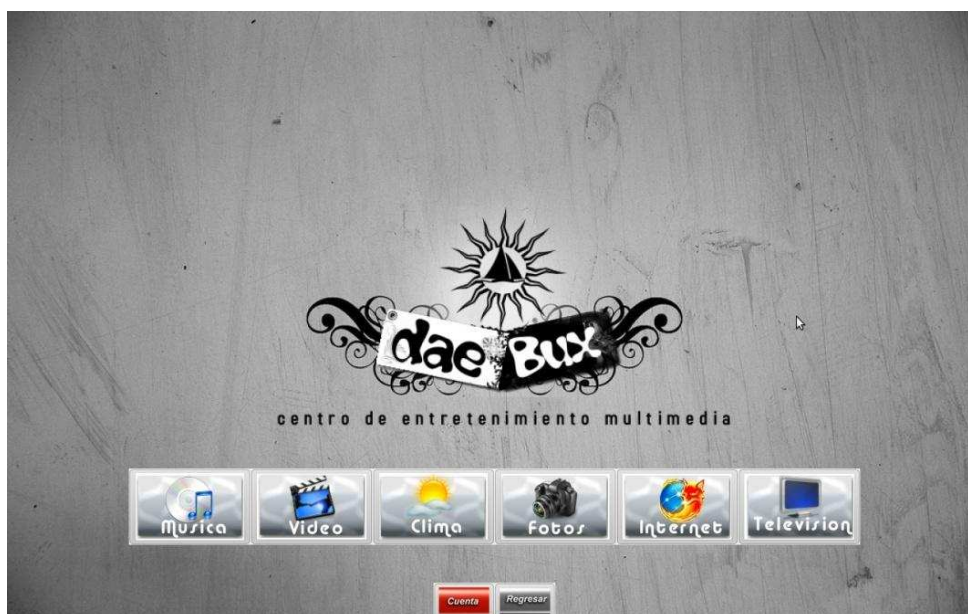 dae Bux
centro de entretenimiento multimedia
Musica Video Clima Fotos Internet Television
Cuenta Regresar